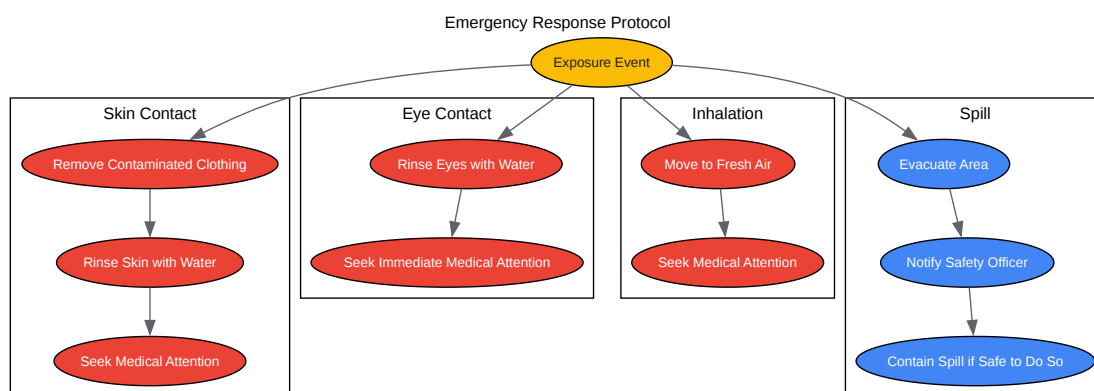 Emergency Response Protocol
Exposure Event
Skin Contact
Remove Contaminated Clothing
Rinse Skin with Water
Seek Medical Attention
Eye Contact
Rinse Eyes with Water
Seek Immediate Medical Attention
Inhalation
Move to Fresh Air
Seek Medical Attention
Spill
Evacuate Area
Notify Safety Officer
Contain Spill if Safe to Do So